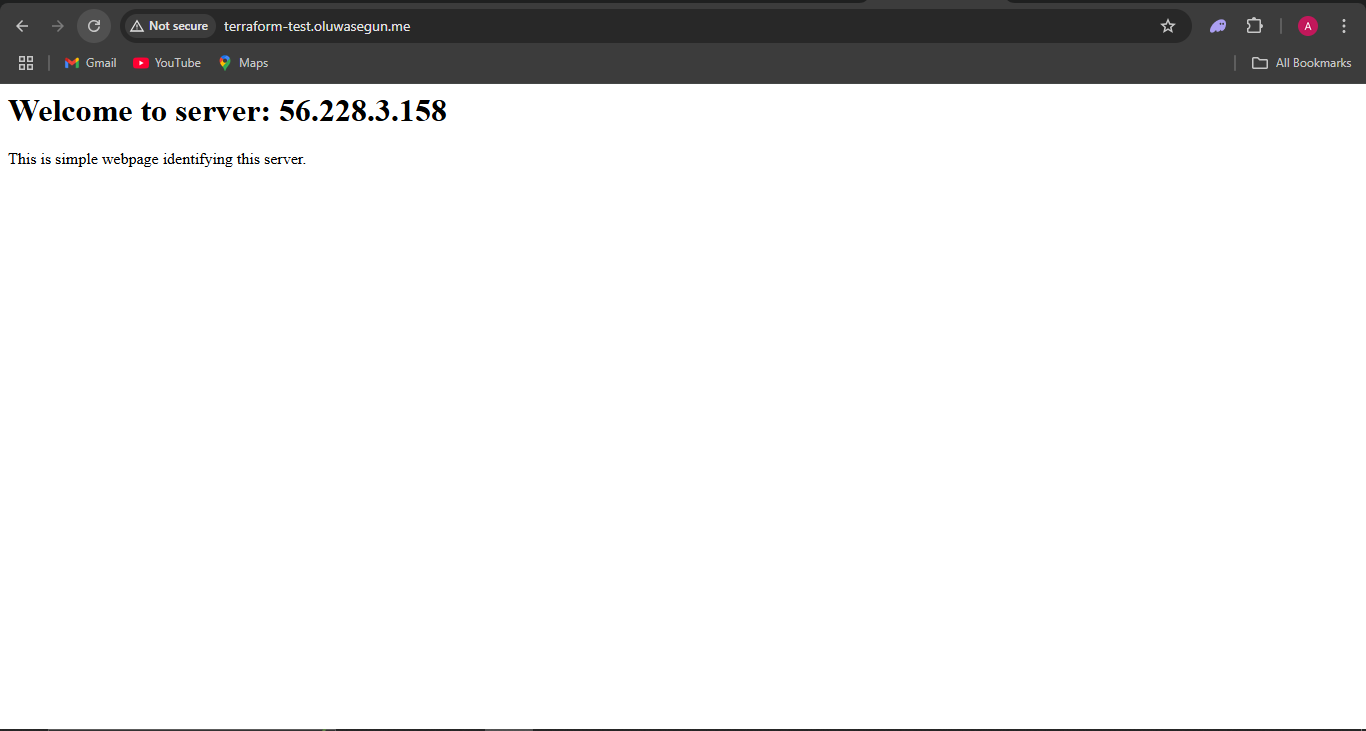 Not secure terraform-test.oluwasegun.me A
Gmail YouTube Maps All Bookmarks
Welcome to server: 56.228.3.158
This is simple webpage identifying this server.